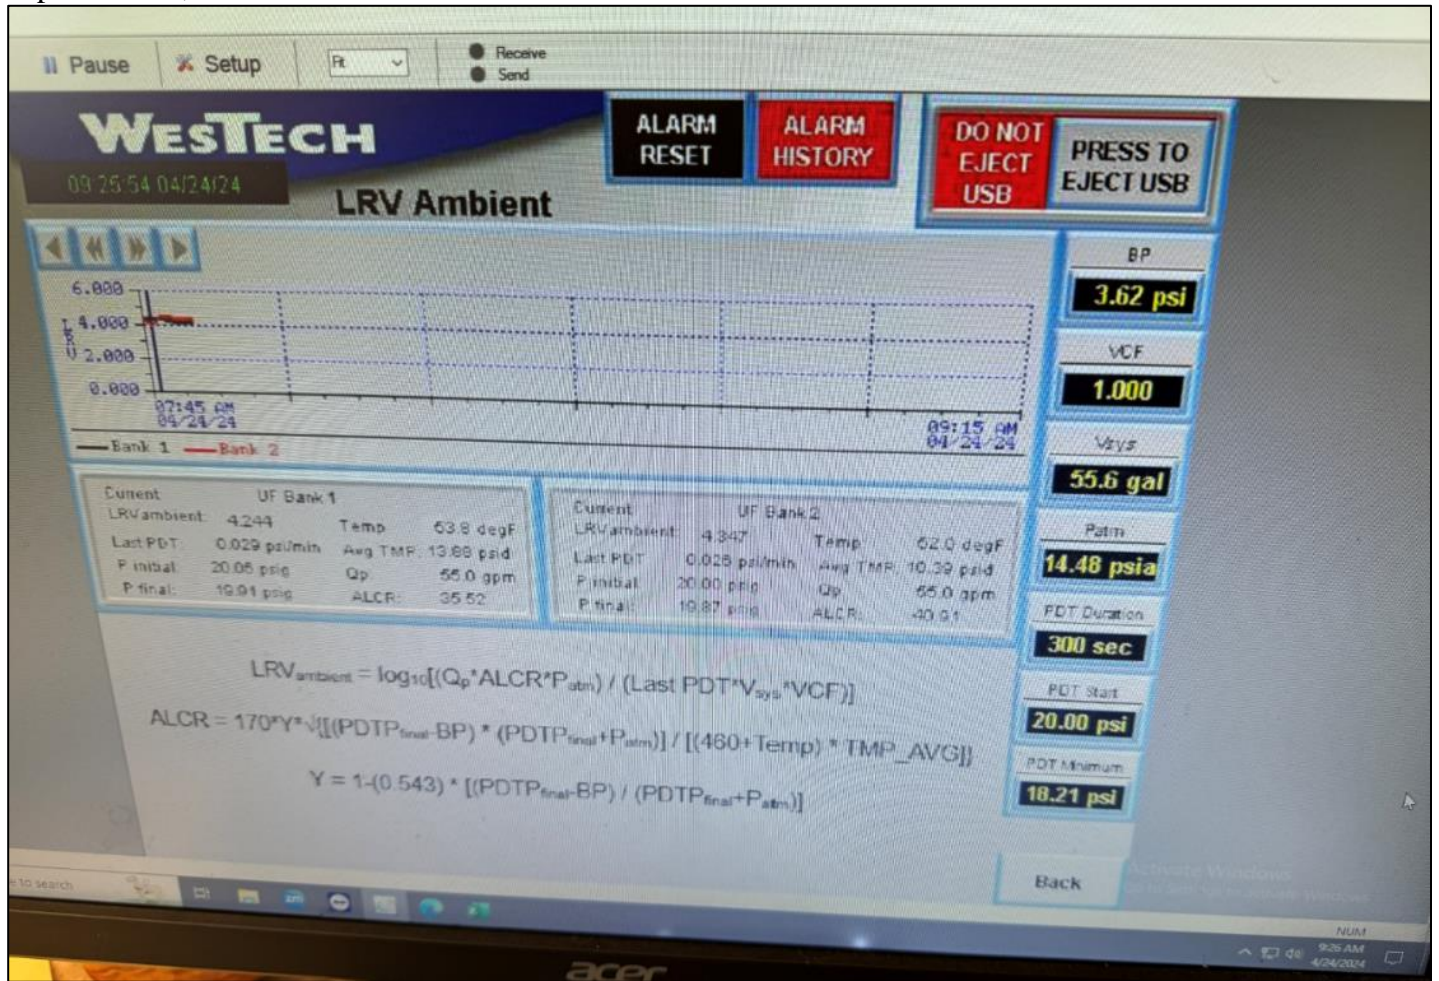 Pause
Setup
Fit
Receive
Send
WESTECH
09:25:54 04/24/24
LRV Ambient
ALARM
RESET
ALARM
HISTORY
DO NOT
EJECT
USB
PRESS TO
EJECT USB
6.000
4.000
2.000
0.000
LRV
07:45 AM
04/24/24
09:15 AM
04/24/24
Bank 1
Bank 2
BP
3.62 psi
VCF
1.000
Vsys
55.6 gal
Patm
14.48 psia
PDT Duration
300 sec
PDT Start
20.00 psi
PDT Minimum
18.21 psi
Current UF Bank 1
LRVambient: 4.244 Temp 63.8 degF
Last PDT: 0.029 psi/min Avg TMP: 13.88 psid
P initial: 20.05 psig Qp: 55.0 gpm
P final: 19.91 psig ALCR: 35.52
Current UF Bank 2
LRVambient: 4.347 Temp 62.0 degF
Last PDT 0.025 psi/min Avg TMP: 10.39 psid
P initial: 20.00 psig Qp 55.0 gpm
P final: 19.87 psig ALCR: 40.91
LRVambient = log10[(Qp*ALCR*Patm) / (Last PDT*Vsys*VCF)]
ALCR = 170*Y*√{[(PDTPfinal-BP) * (PDTPfinal+Patm)] / [(460+Temp) * TMP_AVG]}
Y = 1-(0.543) * [(PDTPfinal-BP) / (PDTPfinal+Patm)]
Back
Activate Windows
to search
NUM
9:26 AM
4/24/2024
acer